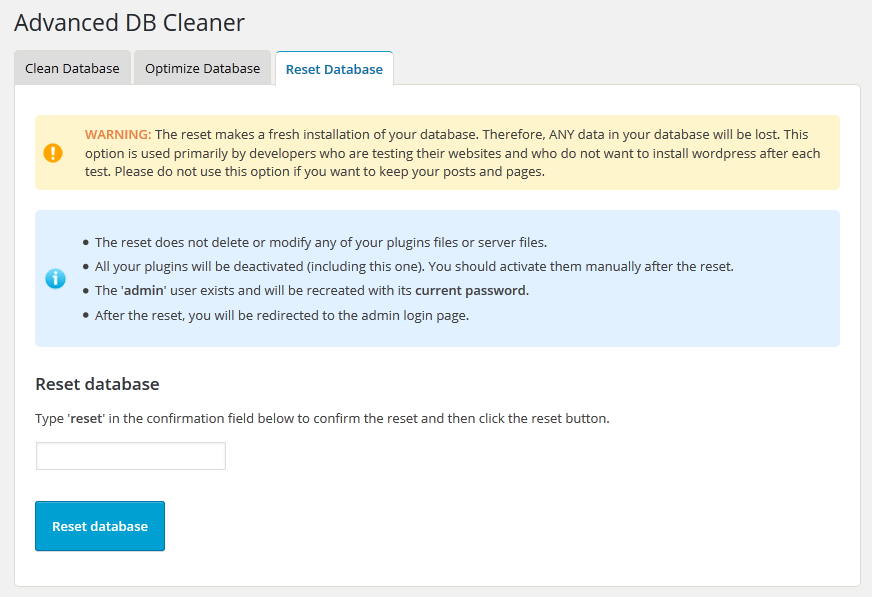 Advanced DB Cleaner
Clean Database
Optimize Database
Reset Database
WARNING: The reset makes a fresh installation of your database. Therefore, ANY data in your database will be lost. This
option is used primarily by developers who are testing their websites and who do not want to install wordpress after each
test. Please do not use this option if you want to keep your posts and pages.
• The reset does not delete or modify any of your plugins files or server files.
• All your plugins will be deactivated (including this one). You should activate them manually after the reset.
• The 'admin' user exists and will be recreated with its current password.
• After the reset, you will be redirected to the admin login page.
Reset database
Type 'reset' in the confirmation field below to confirm the reset and then click the reset button.
Reset database